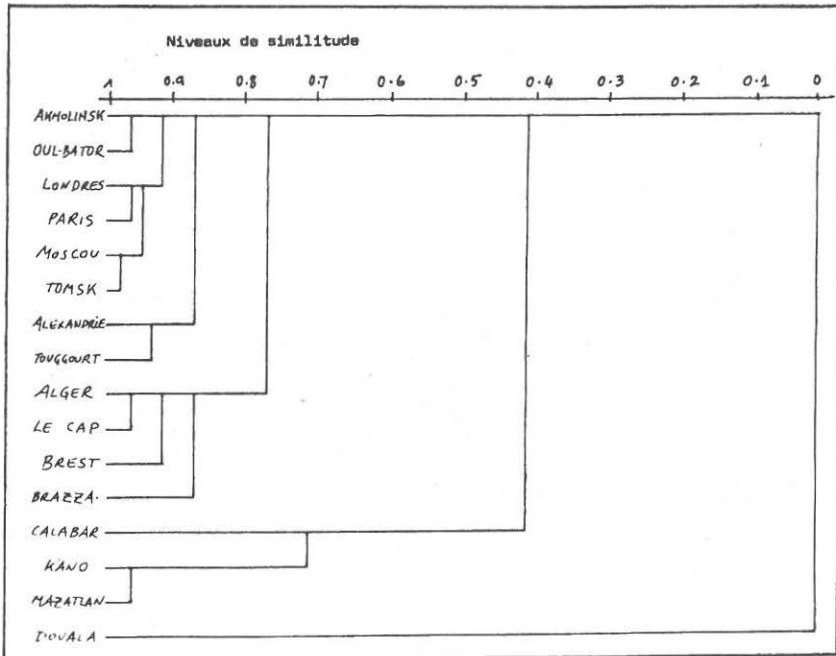 Niveaux de similitude
1 0.9 0.8 0.7 0.6 0.5 0.4 0.3 0.2 0.1 0
AKMOLINSK
OUL-BATOR
LONDRES
PARIS
MOSCOU
TOMSK
ALEXANDRIE
TOUGGOURT
ALGER
LE CAP
BREST
BRAZZA.
CALABAR
KANO
MAZATLAN
DOUALA